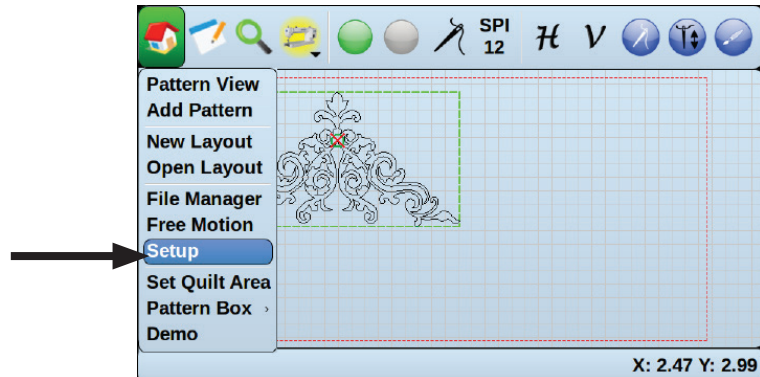 SPI
12
H
V
Pattern View
Add Pattern
New Layout
Open Layout
File Manager
Free Motion
Setup
Set Quilt Area
Pattern Box ›
Demo
X: 2.47 Y: 2.99